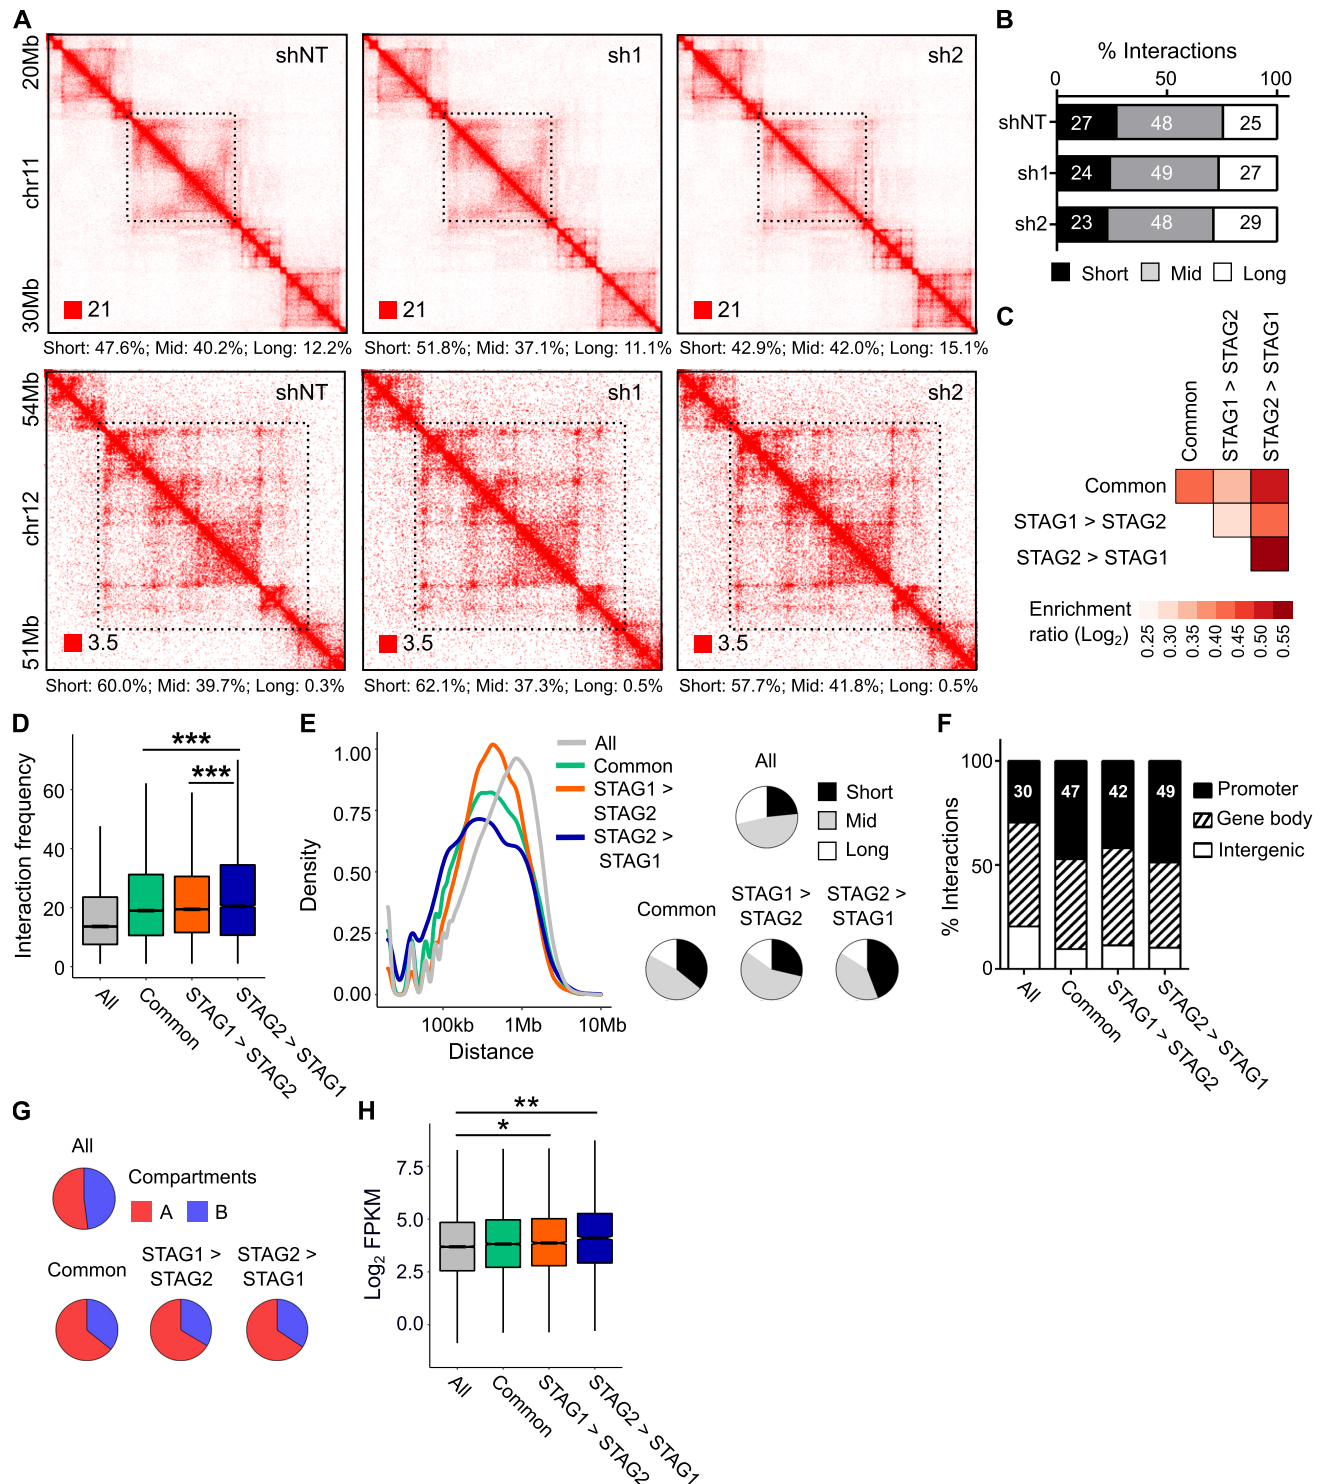 A
20Mb
chr11
30Mb
shNT
21
sh1
21
sh2
21
Short: 47.6%; Mid: 40.2%; Long: 12.2%
Short: 51.8%; Mid: 37.1%; Long: 11.1%
Short: 42.9%; Mid: 42.0%; Long: 15.1%
54Mb
chr12
51Mb
shNT
3.5
sh1
3.5
sh2
3.5
Short: 60.0%; Mid: 39.7%; Long: 0.3%
Short: 62.1%; Mid: 37.3%; Long: 0.5%
Short: 57.7%; Mid: 41.8%; Long: 0.5%
B
% Interactions
0 50 100
shNT 27 48 25
sh1 24 49 27
sh2 23 48 29
Short Mid Long
C
Common
STAG1 > STAG2
STAG2 > STAG1
Common
STAG1 > STAG2
STAG2 > STAG1
Enrichment
ratio (Log2)
0.25
0.30
0.35
0.40
0.45
0.50
0.55
D
Interaction frequency
60
40
20
0
***
***
All
Common
STAG1 > STAG2
STAG2 > STAG1
E
Density
1.00
0.75
0.50
0.25
0.00
100kb 1Mb 10Mb
Distance
All
Common
STAG1 >
STAG2
STAG2 >
STAG1
All
Short
Mid
Long
Common
STAG1 >
STAG2
STAG2 >
STAG1
F
% Interactions
100
50
0
30 47 42 49
Promoter
Gene body
Intergenic
All
Common
STAG1 > STAG2
STAG2 > STAG1
G
All
Compartments
A B
Common
STAG1 >
STAG2
STAG2 >
STAG1
H
Log2 FPKM
7.5
5.0
2.5
0.0
**
*
All
Common
STAG1 > STAG2
STAG2 > STAG1